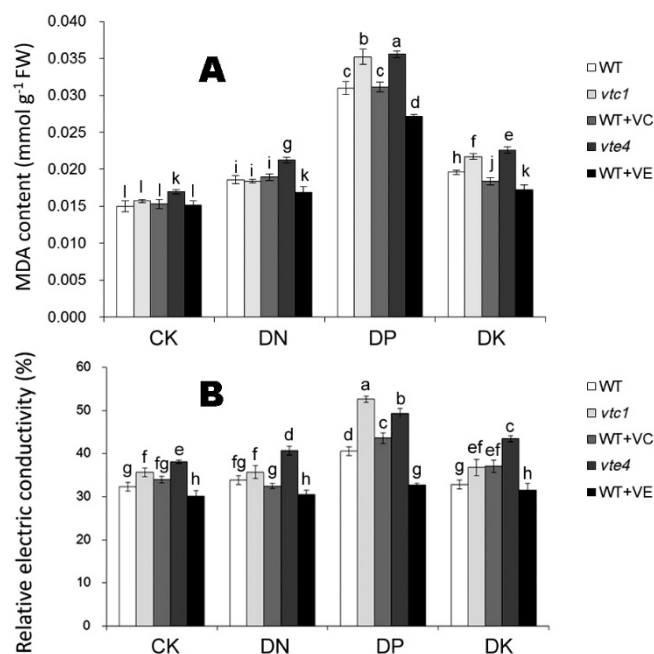 A
MDA content (mmol g⁻¹ FW)
0.040
0.035
0.030
0.025
0.020
0.015
0.010
0.005
0.000
l l l k l
i i i g k
c b c a d
h f j e k
CK DN DP DK
WT
vtc1
WT+VC
vte4
WT+VE
B
Relative electric conductivity (%)
60
50
40
30
20
10
0
g f fg e h
fg f g d h
d a c b g
g ef ef c h
CK DN DP DK
WT
vtc1
WT+VC
vte4
WT+VE